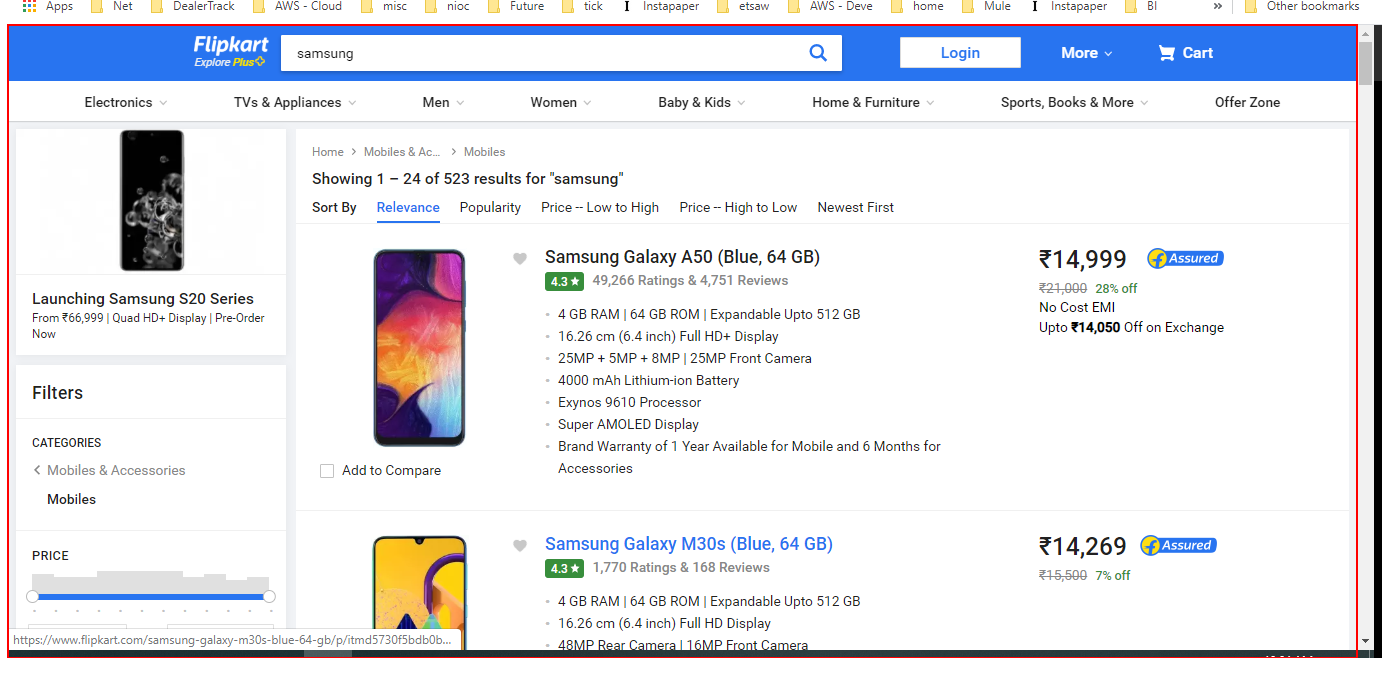 Apps Net DealerTrack AWS - Cloud misc nioc Future tick Instapaper etsaw AWS - Deve home Mule Instapaper BI » Other bookmarks
Flipkart
Explore Plus
samsung
Login
More
Cart
Electronics TVs & Appliances Men Women Baby & Kids Home & Furniture Sports, Books & More Offer Zone
Launching Samsung S20 Series
From ₹66,999 | Quad HD+ Display | Pre-Order
Now
Filters
CATEGORIES
Mobiles & Accessories
Mobiles
PRICE
Home > Mobiles & Ac... > Mobiles
Showing 1 – 24 of 523 results for "samsung"
Sort By Relevance Popularity Price -- Low to High Price -- High to Low Newest First
Samsung Galaxy A50 (Blue, 64 GB)
4.3 ★ 49,266 Ratings & 4,751 Reviews
4 GB RAM | 64 GB ROM | Expandable Upto 512 GB
16.26 cm (6.4 inch) Full HD+ Display
25MP + 5MP + 8MP | 25MP Front Camera
4000 mAh Lithium-ion Battery
Exynos 9610 Processor
Super AMOLED Display
Brand Warranty of 1 Year Available for Mobile and 6 Months for
Accessories
Add to Compare
₹14,999
Assured
₹21,000 28% off
No Cost EMI
Upto ₹14,050 Off on Exchange
Samsung Galaxy M30s (Blue, 64 GB)
4.3 ★ 1,770 Ratings & 168 Reviews
4 GB RAM | 64 GB ROM | Expandable Upto 512 GB
16.26 cm (6.4 inch) Full HD Display
48MP Rear Camera | 16MP Front Camera
₹14,269
Assured
₹15,500 7% off
https://www.flipkart.com/samsung-galaxy-m30s-blue-64-gb/p/itmd5730f5bdb0b...